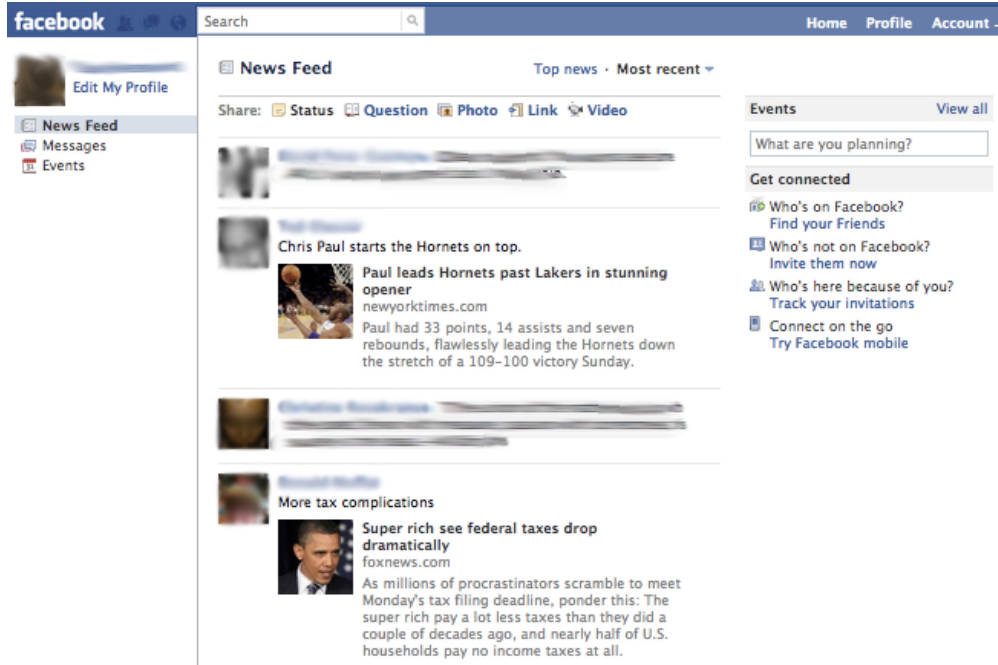 facebook
Search
Home Profile Account
Edit My Profile
News Feed
Messages
31
Events
News Feed
Top news · Most recent
Share: Status Question Photo Link Video
Chris Paul starts the Hornets on top.
Paul leads Hornets past Lakers in stunning
opener
newyorktimes.com
Paul had 33 points, 14 assists and seven
rebounds, flawlessly leading the Hornets down
the stretch of a 109–100 victory Sunday.
More tax complications
Super rich see federal taxes drop
dramatically
foxnews.com
As millions of procrastinators scramble to meet
Monday's tax filing deadline, ponder this: The
super rich pay a lot less taxes than they did a
couple of decades ago, and nearly half of U.S.
households pay no income taxes at all.
Events View all
What are you planning?
Get connected
Who's on Facebook?
Find your Friends
Who's not on Facebook?
Invite them now
Who's here because of you?
Track your invitations
Connect on the go
Try Facebook mobile